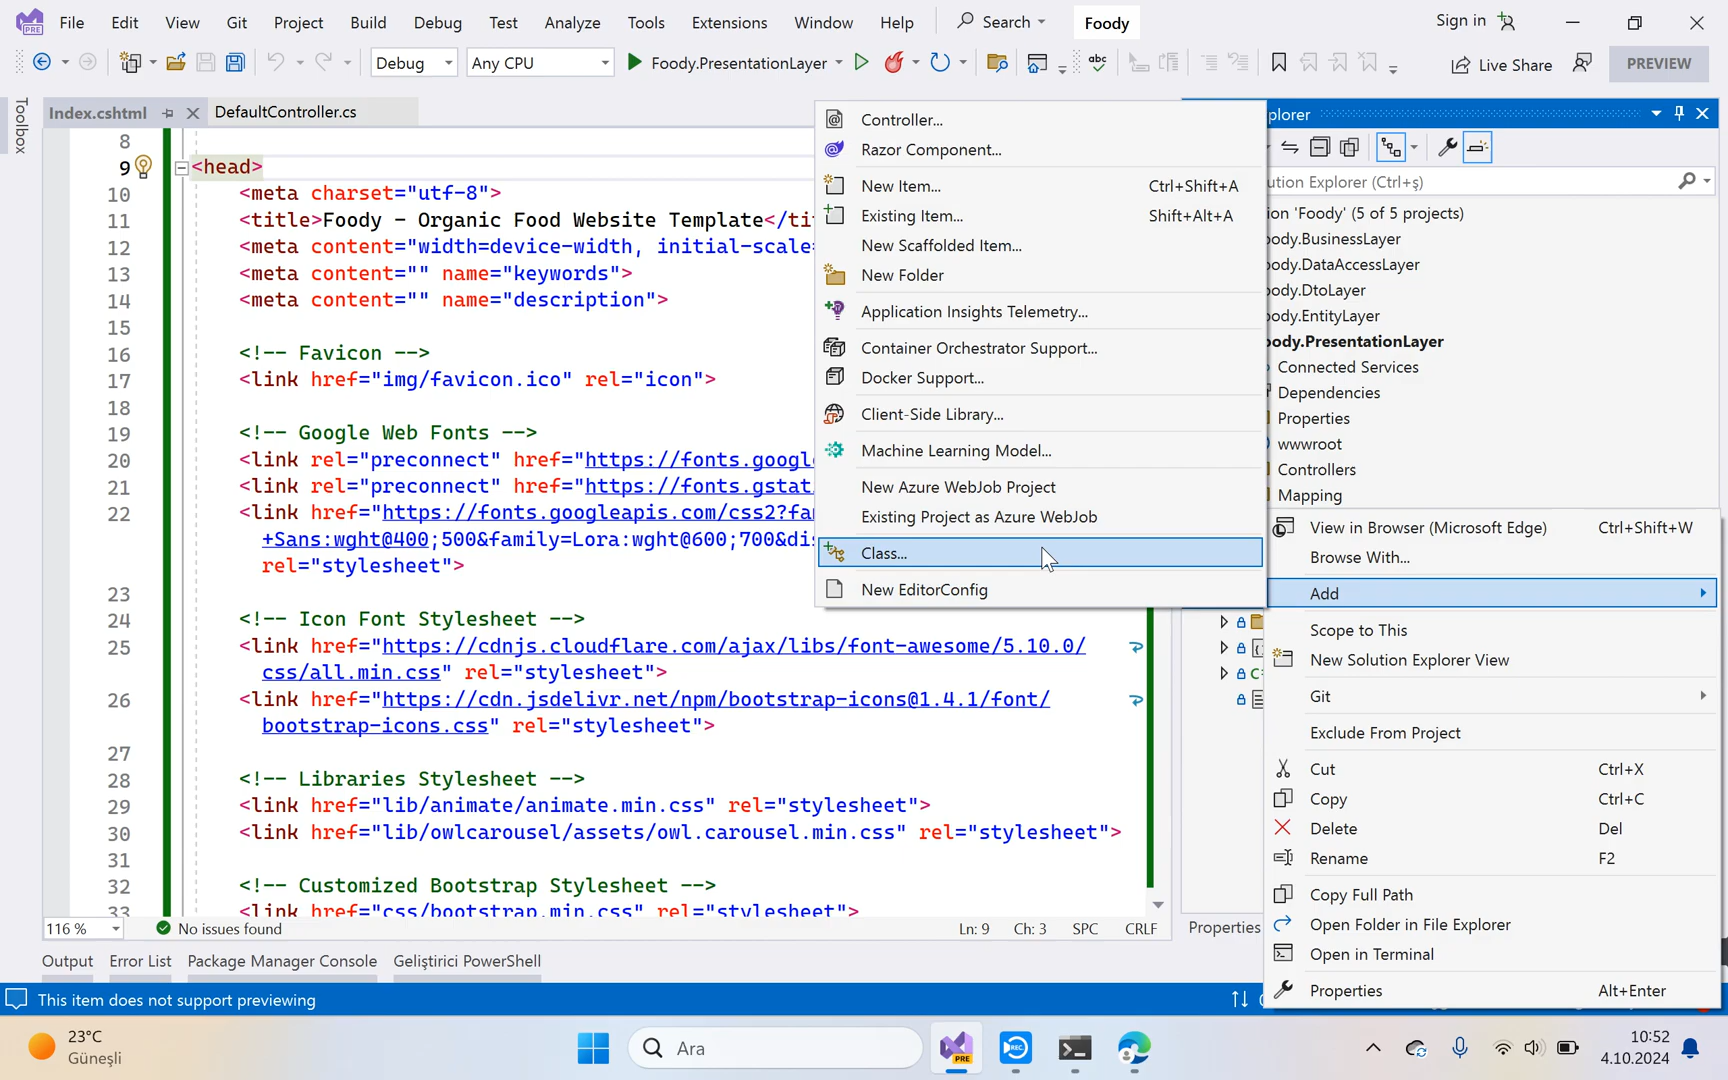 File Edit View Git Project Build Debug Test Analyze Tools Extensions Window Help Search Foody Sign in
PRE
Debug Any CPU Foody.PresentationLayer abc Live Share PREVIEW
Toolbox
Index.cshtml DefaultController.cs
8
9 <head>
10 <meta charset="utf-8">
11 <title>Foody - Organic Food Website Template</ti
12 <meta content="width=device-width, initial-scale=
13 <meta content="" name="keywords">
14 <meta content="" name="description">
15
16 <!-- Favicon -->
17 <link href="img/favicon.ico" rel="icon">
18
19 <!-- Google Web Fonts -->
20 <link rel="preconnect" href="https://fonts.googl
21 <link rel="preconnect" href="https://fonts.gstat
22 <link href="https://fonts.googleapis.com/css2?fa
+Sans:wght@400;500&family=Lora:wght@600;700&di
rel="stylesheet">
23
24 <!-- Icon Font Stylesheet -->
25 <link href="https://cdnjs.cloudflare.com/ajax/libs/font-awesome/5.10.0/
css/all.min.css" rel="stylesheet">
26 <link href="https://cdn.jsdelivr.net/npm/bootstrap-icons@1.4.1/font/
bootstrap-icons.css" rel="stylesheet">
27
28 <!-- Libraries Stylesheet -->
29 <link href="lib/animate/animate.min.css" rel="stylesheet">
30 <link href="lib/owlcarousel/assets/owl.carousel.min.css" rel="stylesheet">
31
32 <!-- Customized Bootstrap Stylesheet -->
33 <link href="css/bootstrap.min.css" rel="stylesheet">
116 % No issues found Ln: 9 Ch: 3 SPC CRLF
Controller...
Razor Component...
New Item... Ctrl+Shift+A
Existing Item... Shift+Alt+A
New Scaffolded Item...
New Folder
Application Insights Telemetry...
Container Orchestrator Support...
Docker Support...
Client-Side Library...
Machine Learning Model...
New Azure WebJob Project
Existing Project as Azure WebJob
Class...
New EditorConfig
plorer
ution Explorer (Ctrl+ş)
ion 'Foody' (5 of 5 projects)
oody.BusinessLayer
oody.DataAccessLayer
oody.DtoLayer
oody.EntityLayer
oody.PresentationLayer
Connected Services
Dependencies
Properties
wwwroot
Controllers
Mapping
View in Browser (Microsoft Edge) Ctrl+Shift+W
Browse With...
Add
Scope to This
New Solution Explorer View
Git
Exclude From Project
Cut Ctrl+X
Copy Ctrl+C
Delete Del
Rename F2
Copy Full Path
Open Folder in File Explorer
Open in Terminal
Properties Alt+Enter
Properties
Output Error List Package Manager Console Geliştirici PowerShell
This item does not support previewing
23°C
Güneşli
Ara
PRE
REC
10:52
4.10.2024